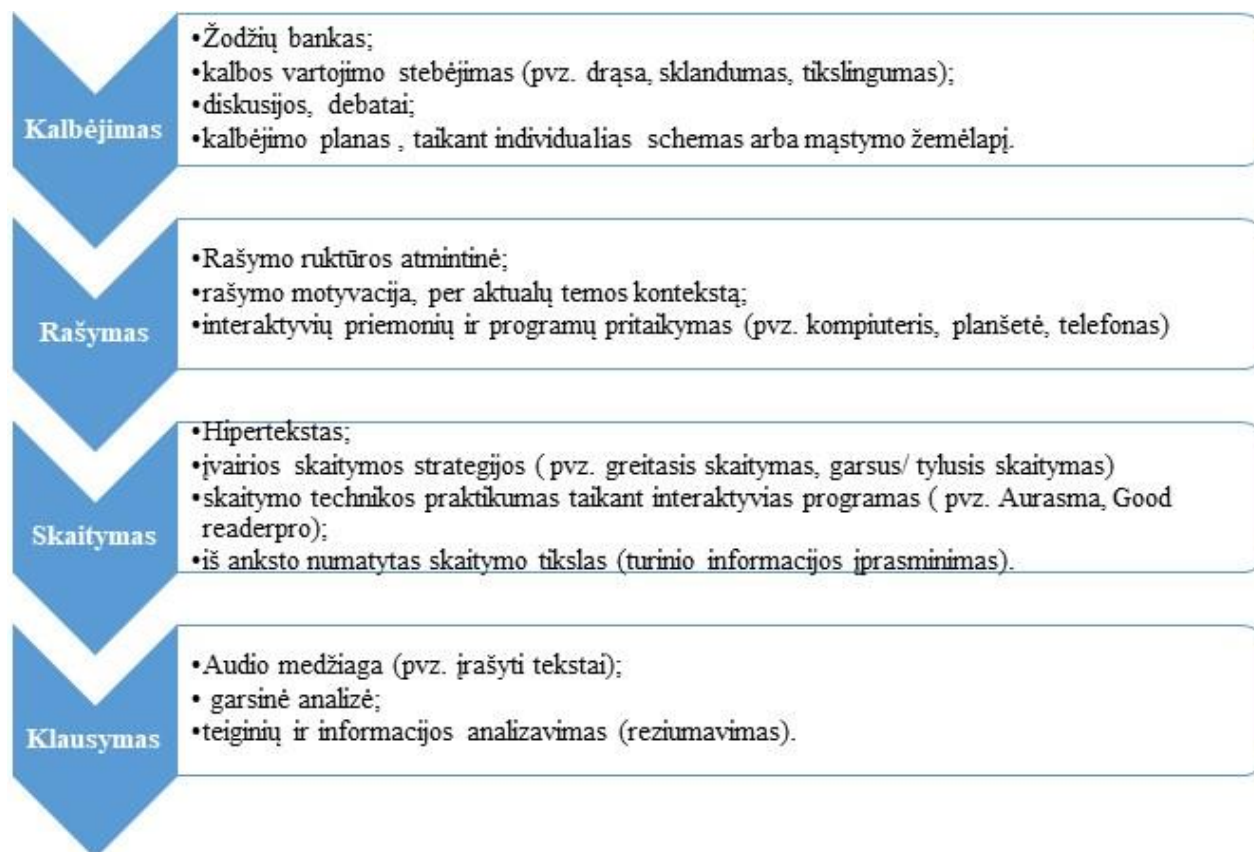 Kalbėjimas
•Žodžių bankas;
•kalbos vartojimo stebėjimas (pvz. drąsa, sklandumas, tikslingumas);
•diskusijos, debatai;
•kalbėjimo planas , taikant individualias schemas arba mąstymo žemėlapį.
Rašymas
•Rašymo ruktūros atmintinė;
•rašymo motyvacija, per aktualų temos kontekstą;
•interaktyvių priemonių ir programų pritaikymas (pvz. kompiuteris, planšetė, telefonas)
Skaitymas
•Hipertekstas;
•įvairios skaitymos strategijos ( pvz. greitasis skaitymas, garsus/ tylusis skaitymas)
•skaitymo technikos praktikumas taikant interaktyvias programas ( pvz. Aurasma, Good
readerpro);
•iš anksto numatytas skaitymo tikslas (turinio informacijos įprasminimas).
Klausymas
•Audio medžiaga (pvz. įrašyti tekstai);
• garsinė analizė;
•teiginių ir informacijos analizavimas (reziumavimas).